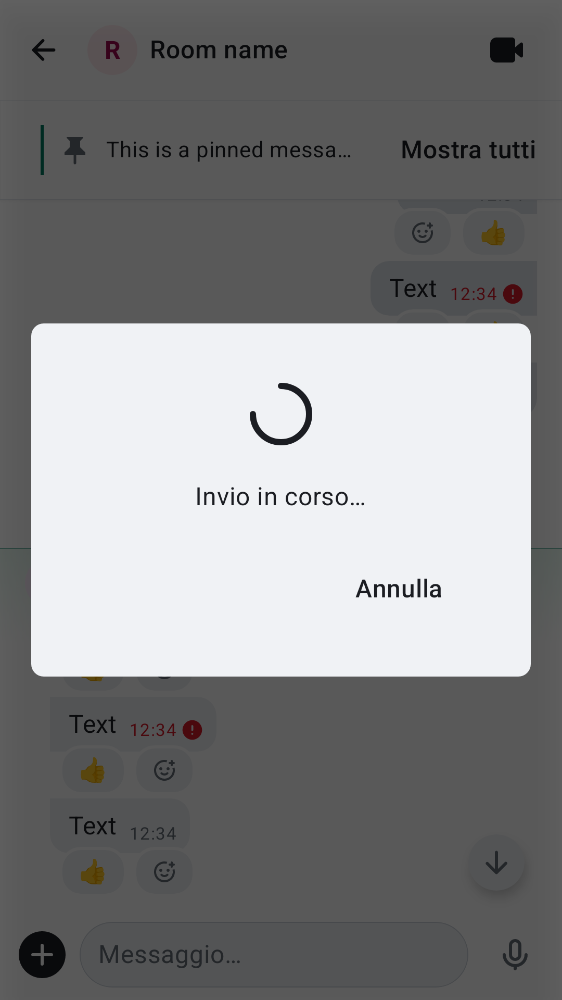 R Room name
This is a pinned messa… Mostra tutti
Text 12:34
Invio in corso…
Annulla
Text 12:34
Text 12:34
Messaggio…